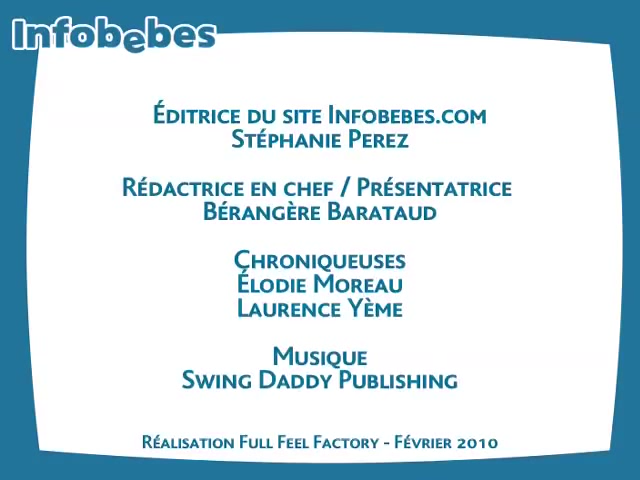 Infobebes
Éditrice du site Infobebes.com
Stéphanie Perez
Rédactrice en chef / Présentatrice
Bérangère Barataud
Chroniqueuses
Élodie Moreau
Laurence Yème
Musique
Swing Daddy Publishing
Réalisation Full Feel Factory - Février 2010